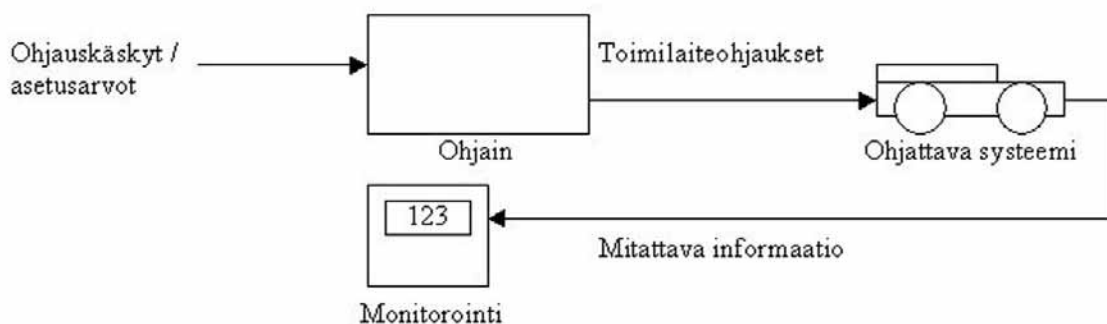 Ohjauskäskyt /
asetusarvot
Toimilaiteohjaukset
Ohjain
Ohjattava systeemi
123
Mitattava informaatio
Monitorointi